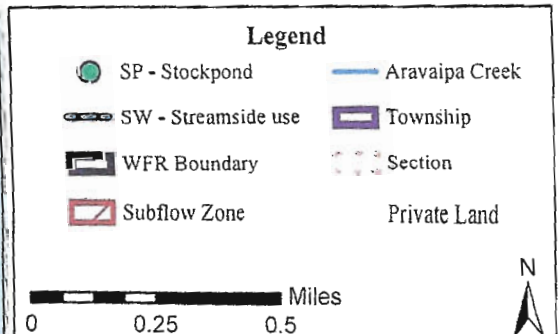 Legend
SP - Stockpond
Aravaipa Creek
SW - Streamside use
Township
WFR Boundary
Section
Subflow Zone
Private Land
N
Miles
0 0.25 0.5